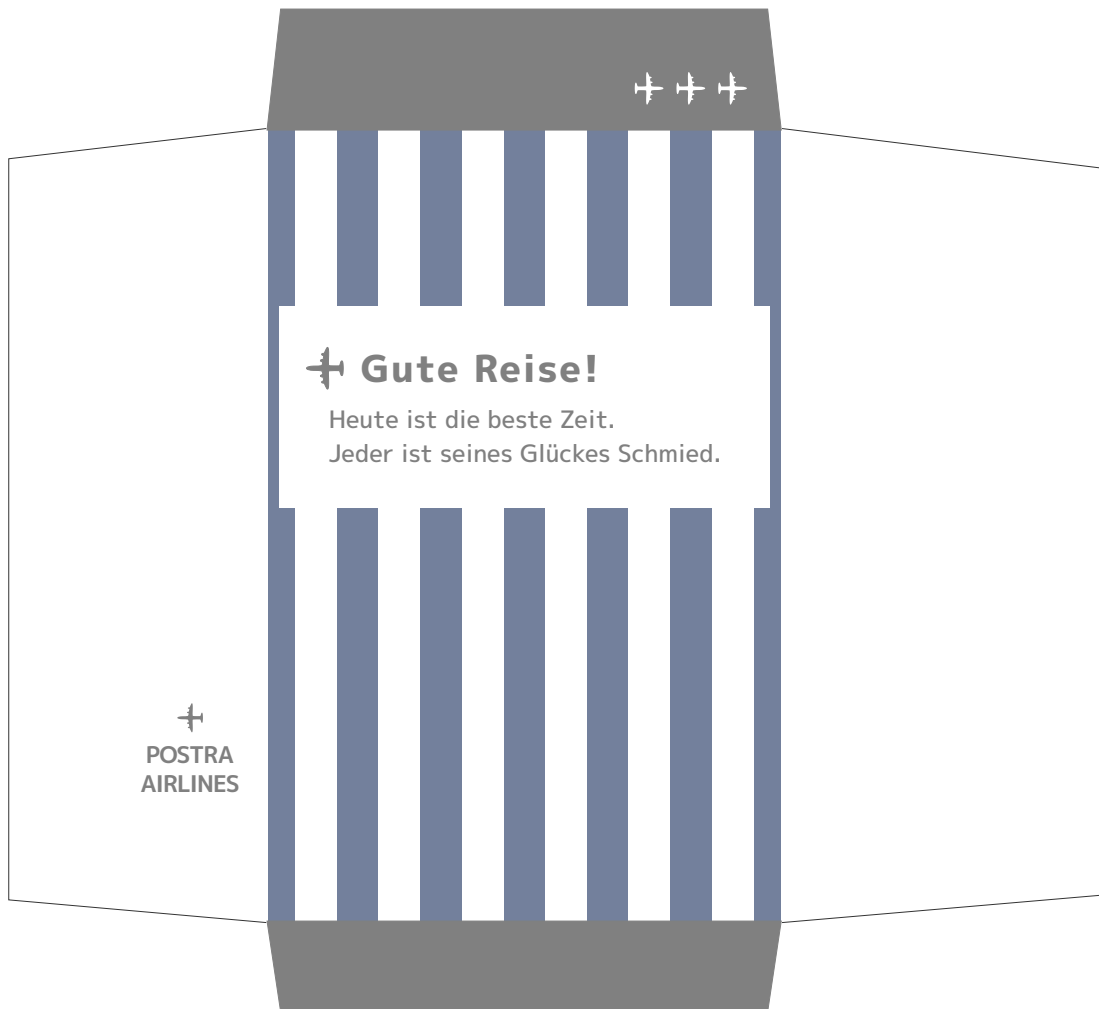 Gute Reise!
Heute ist die beste Zeit.
Jeder ist seines Glückes Schmied.
POSTRA
AIRLINES